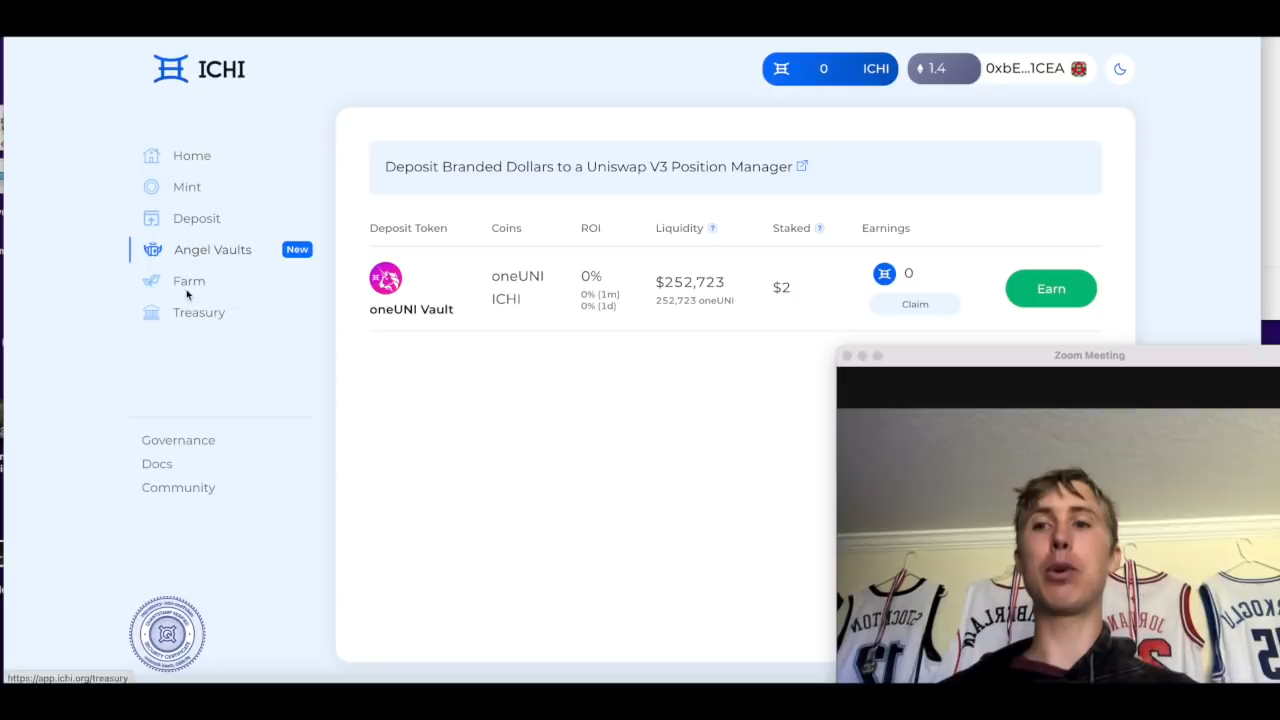 ICHI
0 ICHI
1.4
0xbE...1CEA
Home
Mint
Deposit
Angel Vaults New
Farm
Treasury
Governance
Docs
Community
Deposit Branded Dollars to a Uniswap V3 Position Manager
Deposit Token Coins ROI Liquidity ? Staked ? Earnings
oneUNI Vault
oneUNI
ICHI
0%
0% (1m)
0% (1d)
$252,723
252,723 oneUNI
$2
0
Claim
Earn
Zoom Meeting
STOCKTON
JORDAN
https://app.ichi.org/treasury